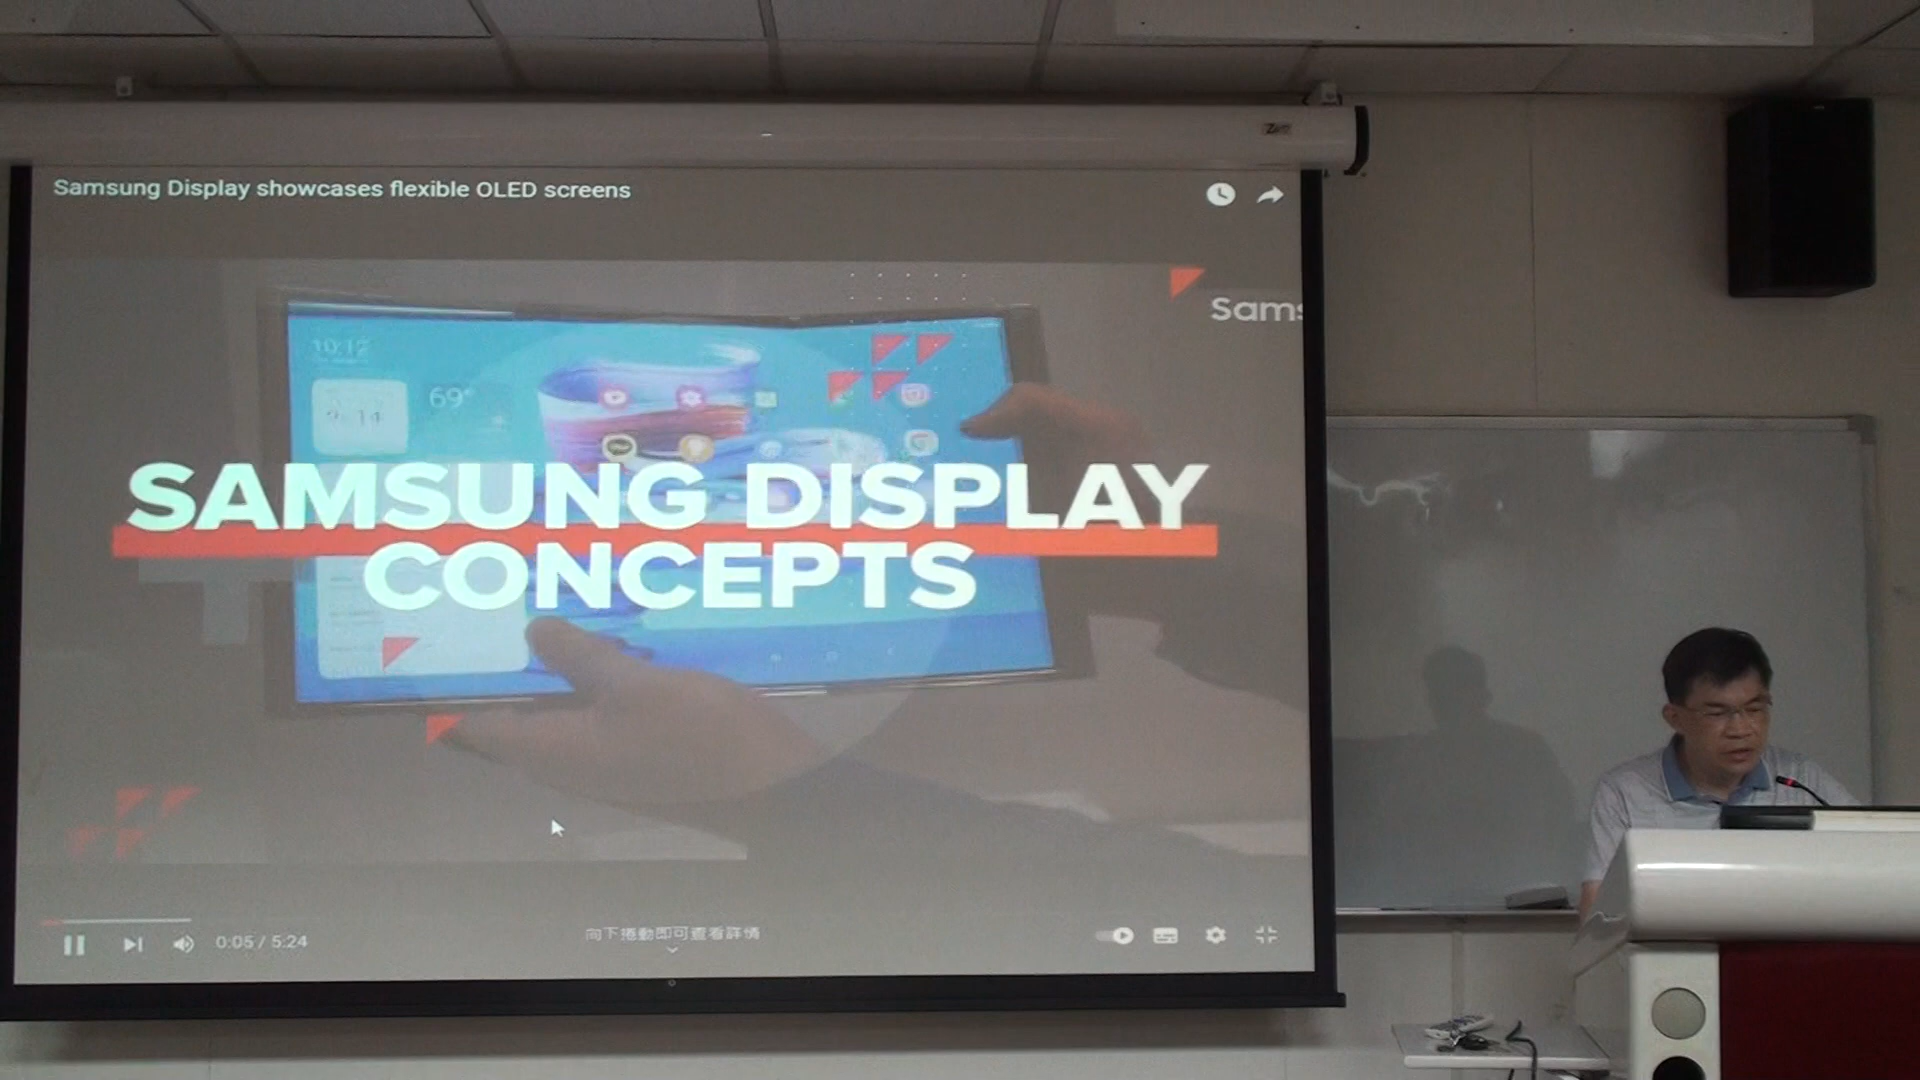 Samsung Display showcases flexible OLED screens
Sams
10:12
69°
SAMSUNG DISPLAY
CONCEPTS
0:05 / 5:24
向下捲動即可查看詳情